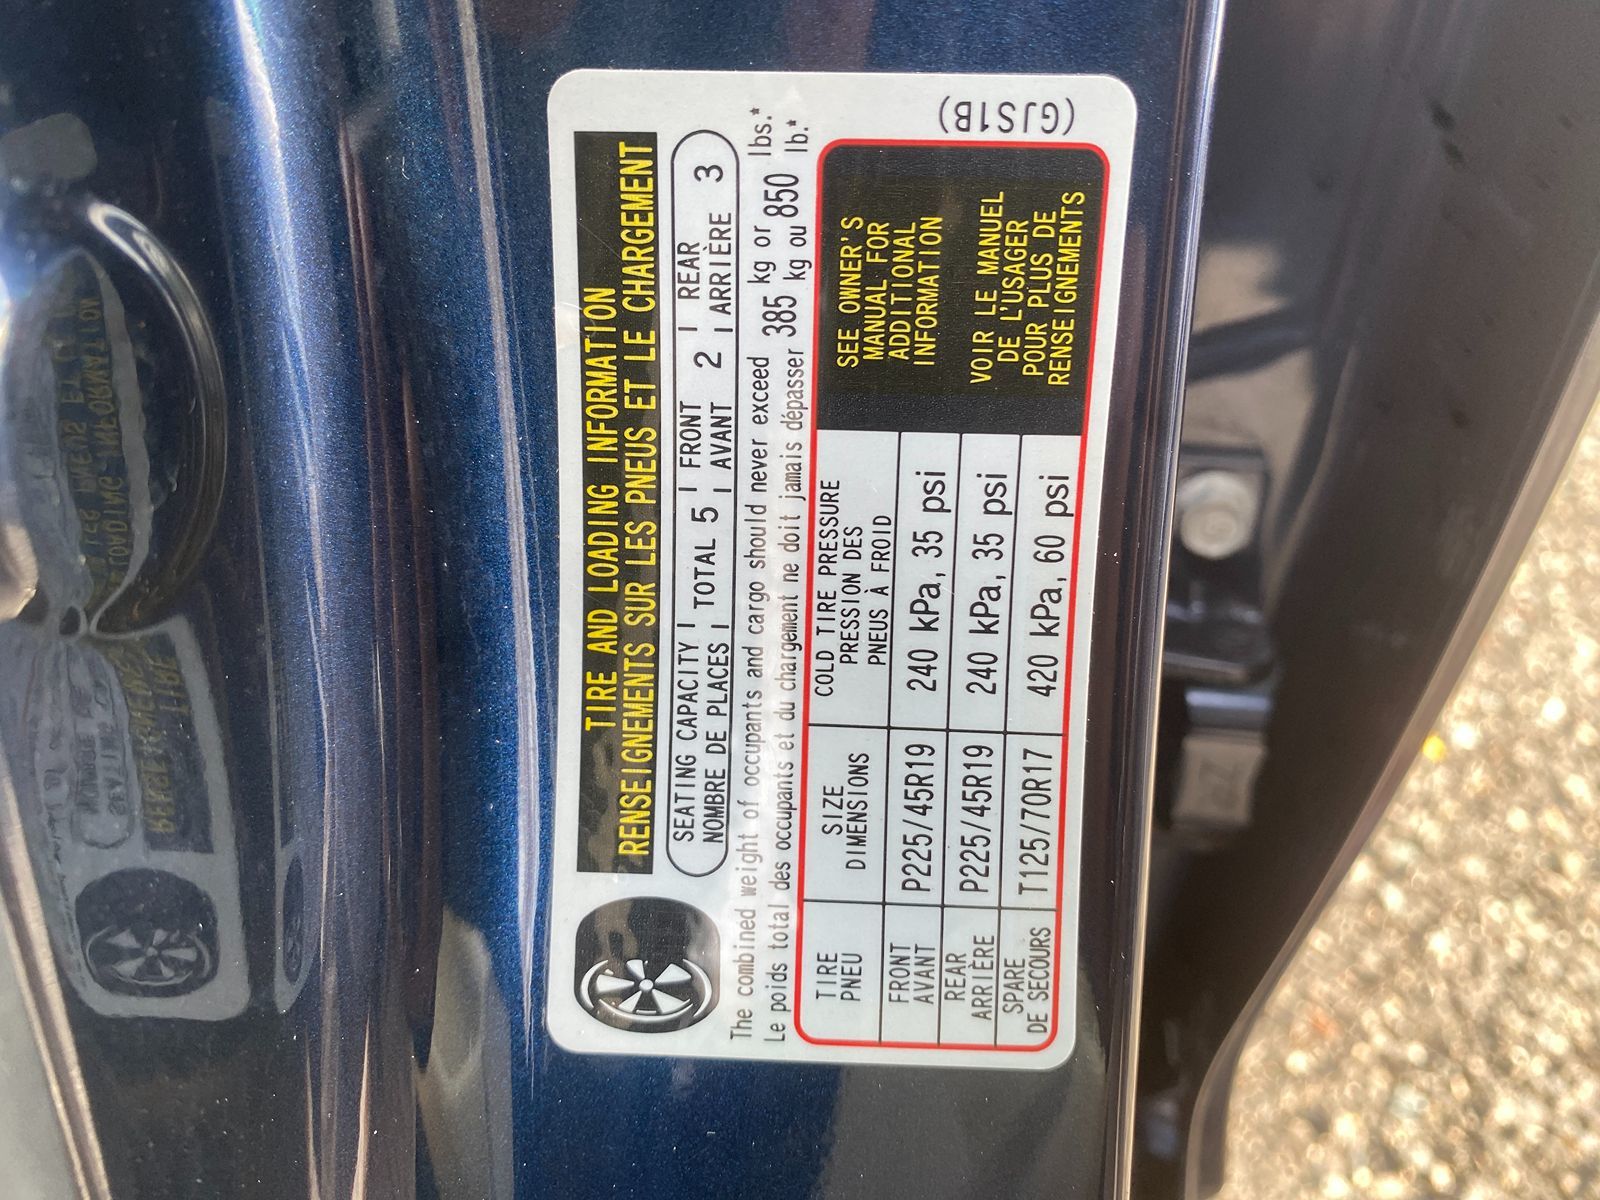 TIRE AND LOADING INFORMATION
RENSEIGNEMENTS SUR LES PNEUS ET LE CHARGEMENT
SEATING CAPACITY | TOTAL 5 | FRONT 2 | REAR 3
NOMBRE DE PLACES | | AVANT | ARRIÈRE
The combined weight of occupants and cargo should never exceed 385 kg or 850 lbs.*
Le poids total des occupants et du chargement ne doit jamais dépasser 385 kg ou 850 lb.*
TIRE SIZE COLD TIRE PRESSURE
PNEU DIMENSIONS PRESSION DES
PNEUS À FROID
FRONT
AVANT P225/45R19 240 kPa, 35 psi
REAR
ARRIÈRE P225/45R19 240 kPa, 35 psi
SPARE
DE SECOURS T125/70R17 420 kPa, 60 psi
SEE OWNER'S
MANUAL FOR
ADDITIONAL
INFORMATION
VOIR LE MANUEL
DE L'USAGER
POUR PLUS DE
RENSEIGNEMENTS
(GJS1B)